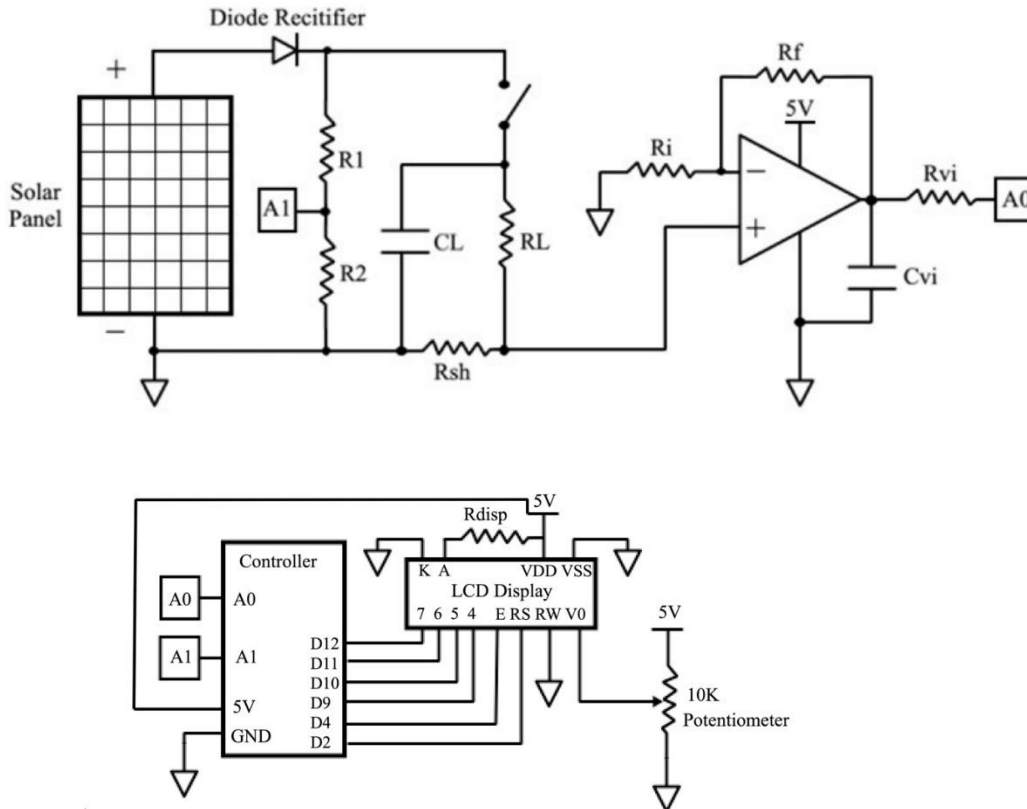 Diode Recitifier
+
Solar
Panel
−
R1
A1
R2
CL
RL
Rsh
Rf
5V
Ri
−
+
Rvi
A0
Cvi
5V
Rdisp
Controller
K A VDD VSS
LCD Display
7 6 5 4 E RS RW V0
A0
A0
A1
A1
5V
GND
D12
D11
D10
D9
D4
D2
5V
10K
Potentiometer